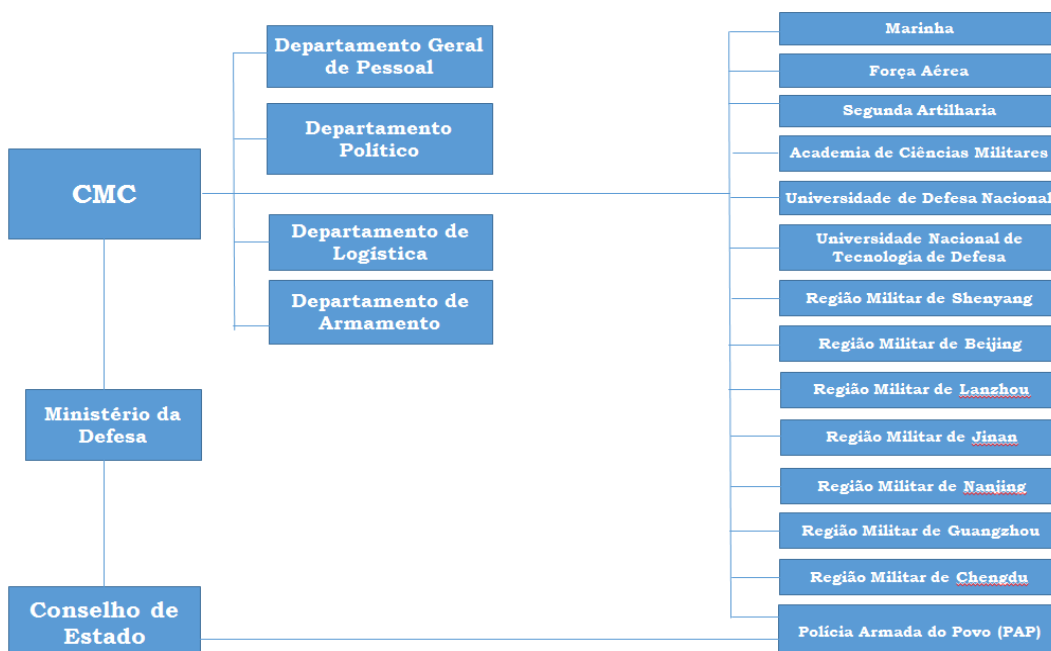 CMC
Ministério da
Defesa
Conselho de
Estado
Departamento Geral
de Pessoal
Departamento
Político
Departamento de
Logística
Departamento de
Armamento
Marinha
Força Aérea
Segunda Artilharia
Academia de Ciências Militares
Universidade de Defesa Nacional
Universidade Nacional de
Tecnologia de Defesa
Região Militar de Shenyang
Região Militar de Beijing
Região Militar de Lanzhou
Região Militar de Jinan
Região Militar de Nanjing
Região Militar de Guangzhou
Região Militar de Chengdu
Polícia Armada do Povo (PAP)